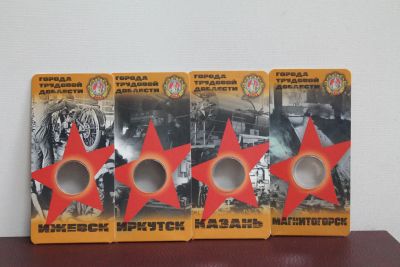 ГОРОДА
ТРУДОВОЙ
ДОБЛЕСТИ
ИЖЕВСК
ГОРОДА
ТРУДОВОЙ
ДОБЛЕСТИ
ИРКУТСК
ГОРОДА
ТРУДОВОЙ
ДОБЛЕСТИ
КАЗАНЬ
ГОРОДА
ТРУДОВОЙ
ДОБЛЕСТИ
МАГНИТОГОРСК